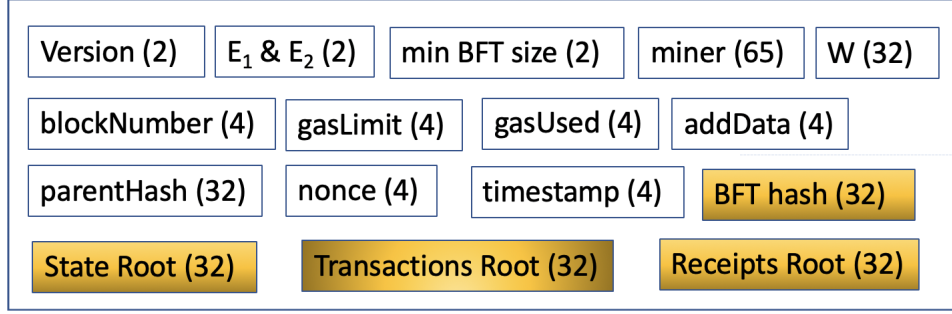 Version (2) E₁ & E₂ (2) min BFT size (2) miner (65) W (32)
blockNumber (4) gasLimit (4) gasUsed (4) addData (4)
parentHash (32) nonce (4) timestamp (4) BFT hash (32)
State Root (32) Transactions Root (32) Receipts Root (32)